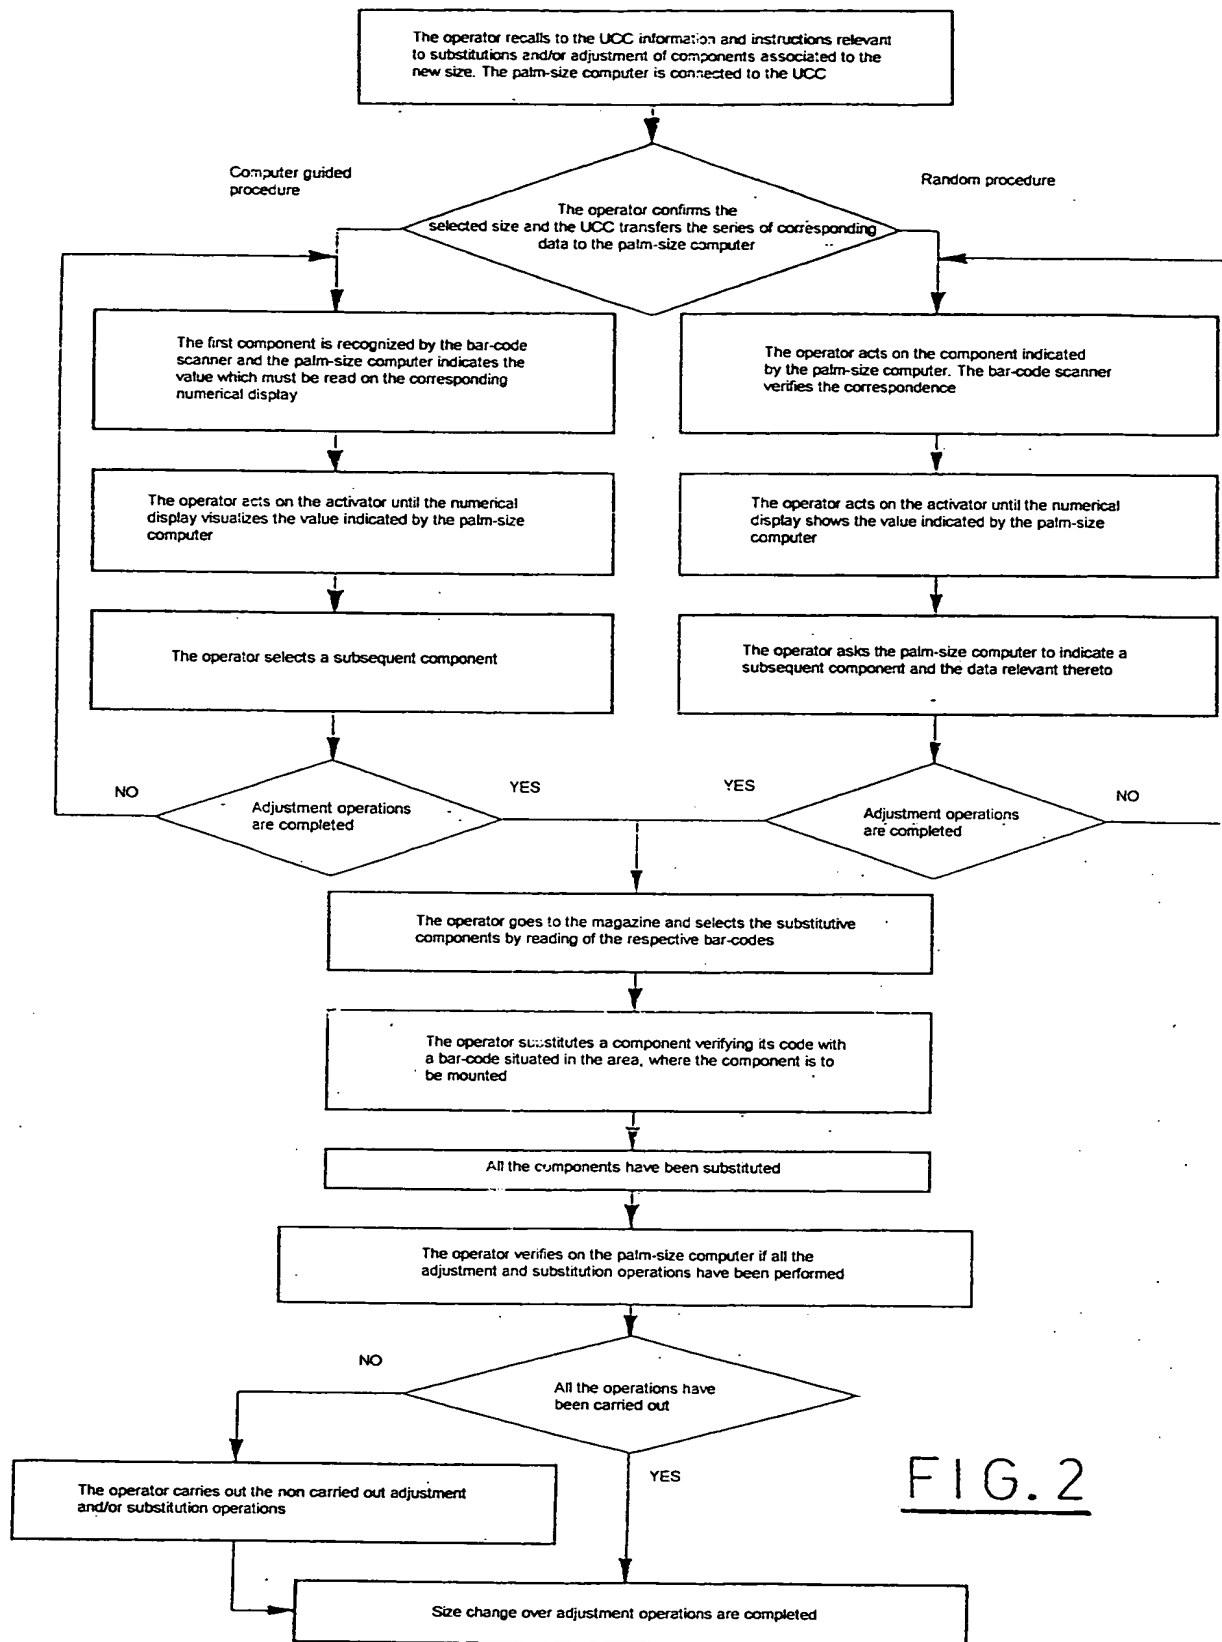 The operator recalls to the UCC information and instructions relevant
to substitutions and/or adjustment of components associated to the
new size. The palm-size computer is connected to the UCC
Computer guided
procedure
Random procedure
The operator confirms the
selected size and the UCC transfers the series of corresponding
data to the palm-size computer
The first component is recognized by the bar-code
scanner and the palm-size computer indicates the
value which must be read on the corresponding
numerical display
The operator acts on the component indicated
by the palm-size computer. The bar-code scanner
verifies the correspondence
The operator acts on the activator until the numerical
display visualizes the value indicated by the palm-size
computer
The operator acts on the activator until the numerical
display shows the value indicated by the palm-size
computer
The operator selects a subsequent component
The operator asks the palm-size computer to indicate a
subsequent component and the data relevant thereto
NO
YES
YES
NO
Adjustment operations
are completed
Adjustment operations
are completed
The operator goes to the magazine and selects the substitutive
components by reading of the respective bar-codes
The operator substitutes a component verifying its code with
a bar-code situated in the area, where the component is to
be mounted
All the components have been substituted
The operator verifies on the palm-size computer if all the
adjustment and substitution operations have been performed
NO
All the operations have
been carried out
YES
The operator carries out the non carried out adjustment
and/or substitution operations
FIG. 2
Size change over adjustment operations are completed